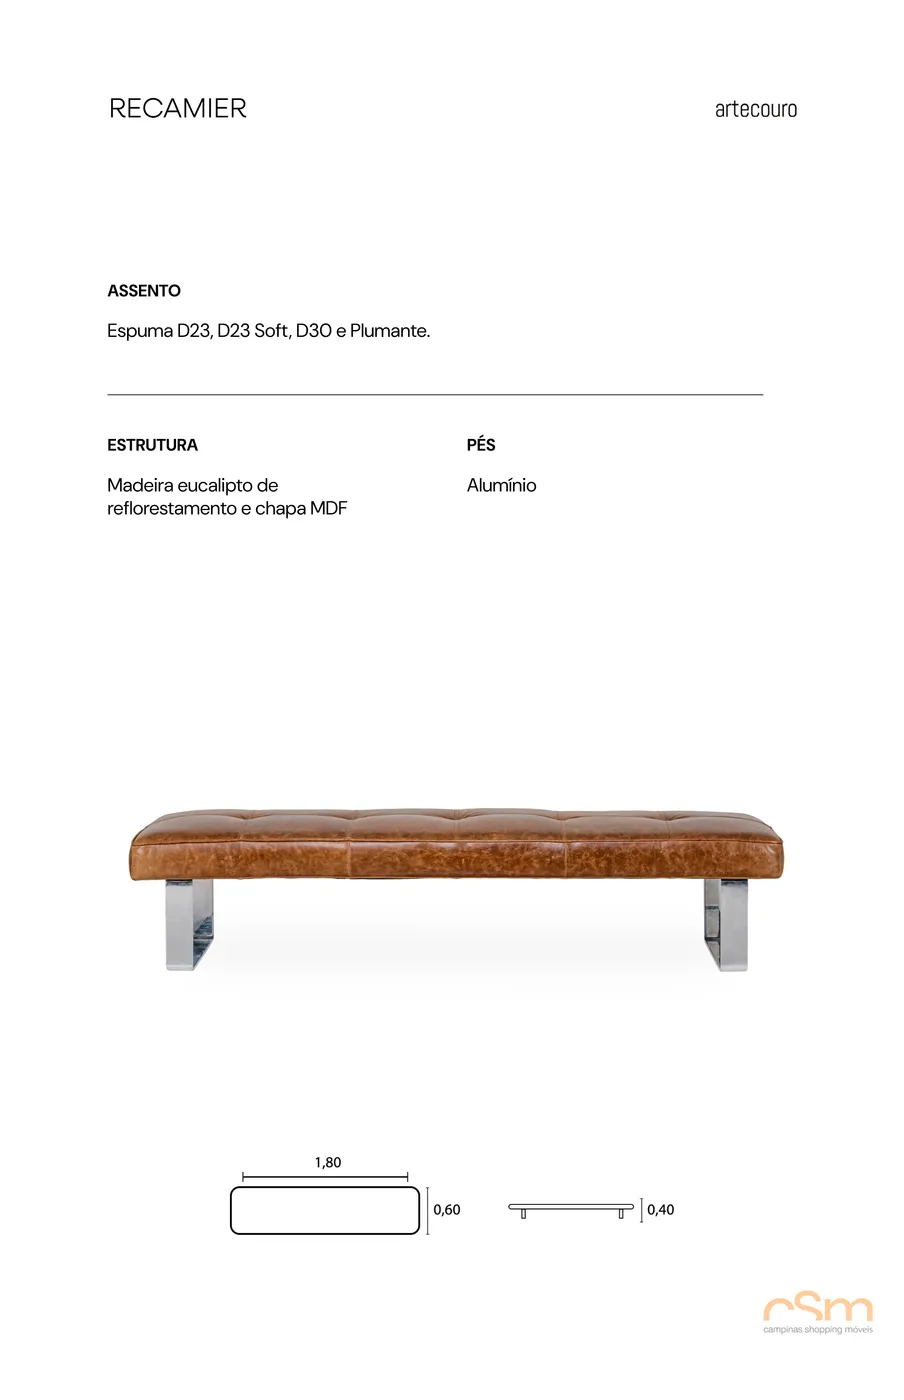 RECAMIER
artecouro
ASSENTO
Espuma D23, D23 Soft, D30 e Plumante.
ESTRUTURA
Madeira eucalipto de
reflorestamento e chapa MDF
PÉS
Alumínio
1,80
0,60
0,40
csm
campinas shopping móveis